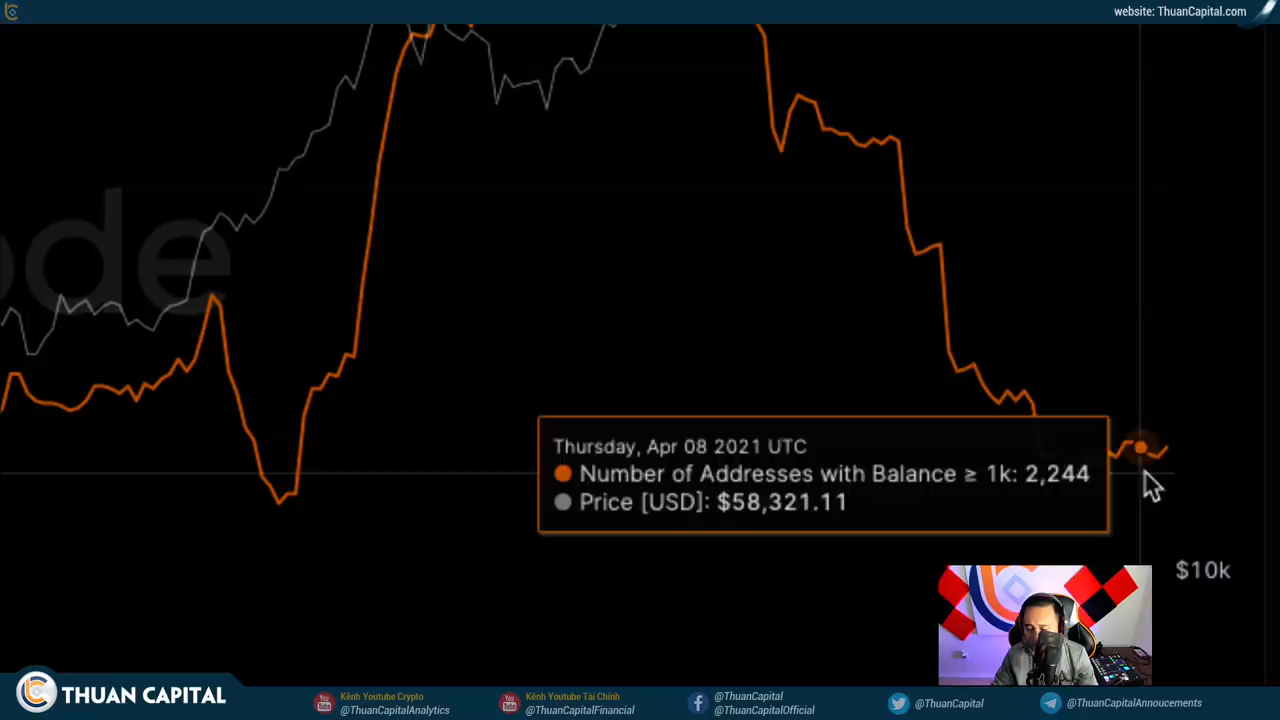 website: ThuanCapital.com
ode
Thursday, Apr 08 2021 UTC
Number of Addresses with Balance ≥ 1k: 2,244
Price [USD]: $58,321.11
$10k
THUAN CAPITAL
Kênh Youtube Crypto
@ThuanCapitalAnalytics
Kênh Youtube Tài Chính
@ThuanCapitalFinancial
@ThuanCapital
@ThuanCapitalOfficial
@ThuanCapital
@ThuanCapitalAnnoucements